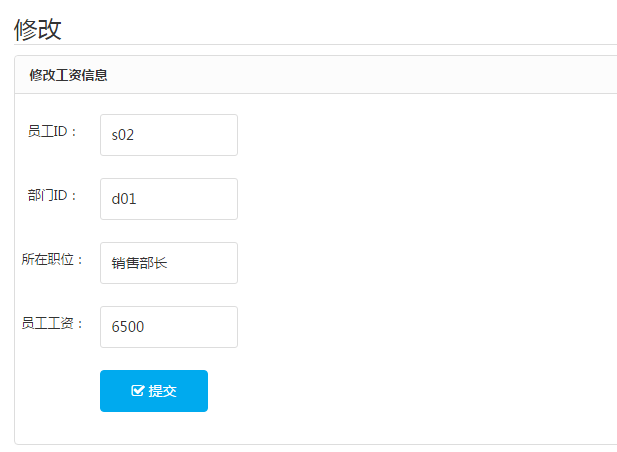 修改
修改工资信息
员工ID： s02
部门ID： d01
所在职位： 销售部长
员工工资： 6500
提交